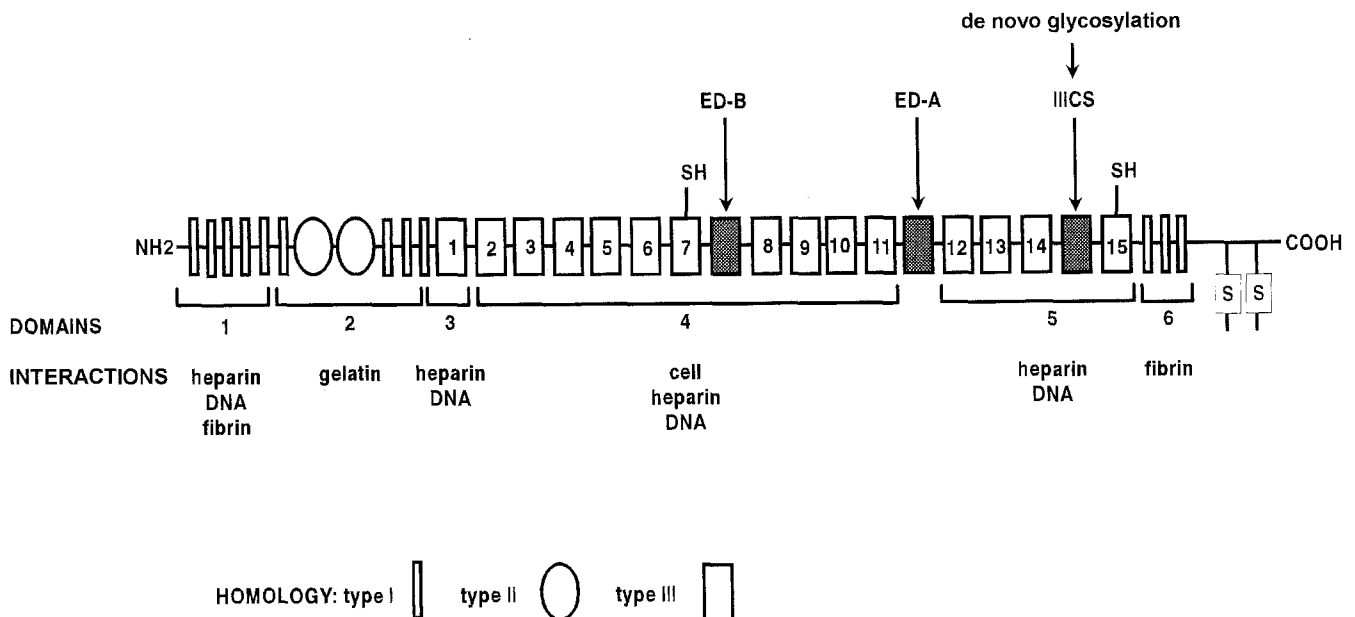 de novo glycosylation
ED-B ED-A IIICS
SH SH
NH2 1 2 3 4 5 6 7 8 9 10 11 12 13 14 15 COOH
S S
DOMAINS 1 2 3 4 5 6
INTERACTIONS heparin gelatin heparin cell heparin fibrin
DNA DNA heparin DNA
fibrin DNA
HOMOLOGY: type I type II type III